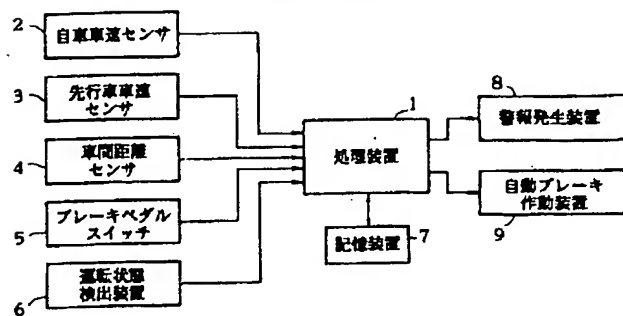 2
自車車速センサ
3
先行車車速
センサ
4
車間距離
センサ
5
ブレーキペダル
スイッチ
6
運転状態
検出装置
1
処理装置
記憶装置
7
8
警報発生装置
自動ブレーキ
作動装置
9